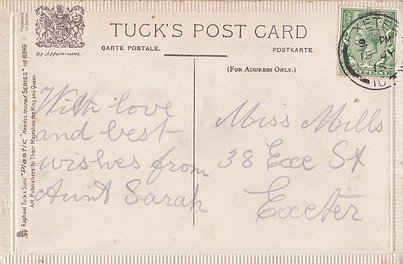 TUCK'S POST CARD
CARTE POSTALE.
POSTKARTE.
By Appointment.
(FOR ADDRESS ONLY.)
Raphael Tuck & Sons' "Plastic" SERIES Nº 6399
Art Publishers to Their Majesties the King and Queen.
With love
and best
wishes from
Aunt Sarah
Miss Mills
38 Exe St
Exeter